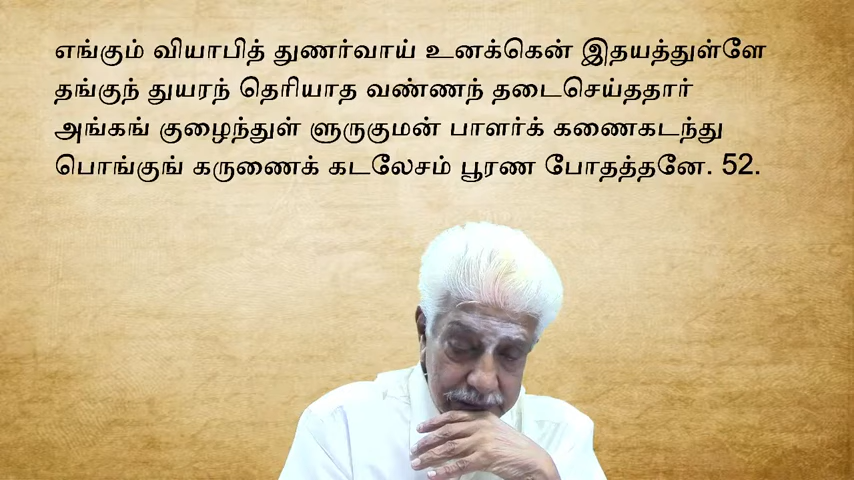 எங்கும் வியாபித் துணர்வாய் உனக்கென் இதயத்துள்ளே
தங்குந் துயரந் தெரியாத வண்ணந் தடைசெய்ததார்
அங்கங் குழைந்துள் ளுருகுமன் பாளர்க் கணைகடந்து
பொங்குங் கருணைக் கடலேசம் பூரண போதத்தனே. 52.